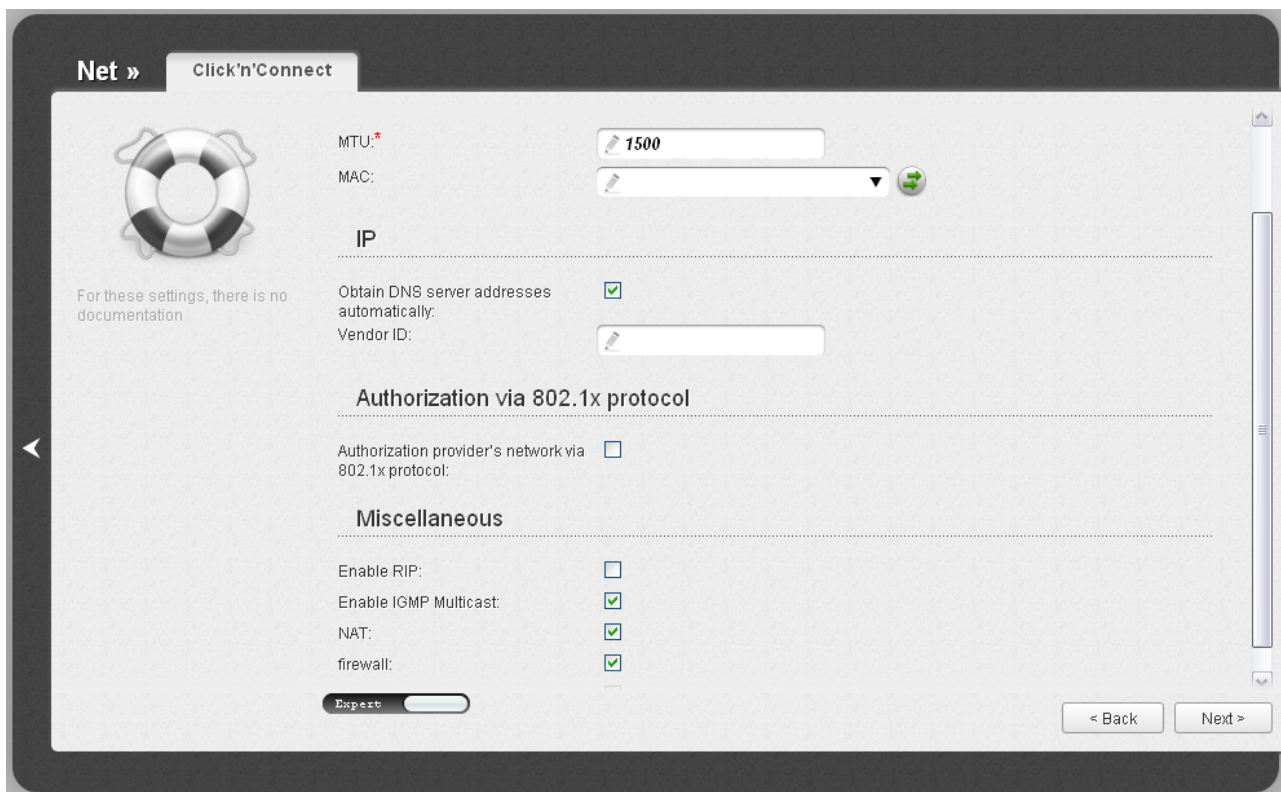 Net »
Click'n'Connect
For these settings, there is no
documentation
MTU:*
1500
MAC:
IP
Obtain DNS server addresses
automatically:
Vendor ID:
Authorization via 802.1x protocol
Authorization provider's network via
802.1x protocol:
Miscellaneous
Enable RIP:
Enable IGMP Multicast:
NAT:
firewall:
Expert
< Back
Next >